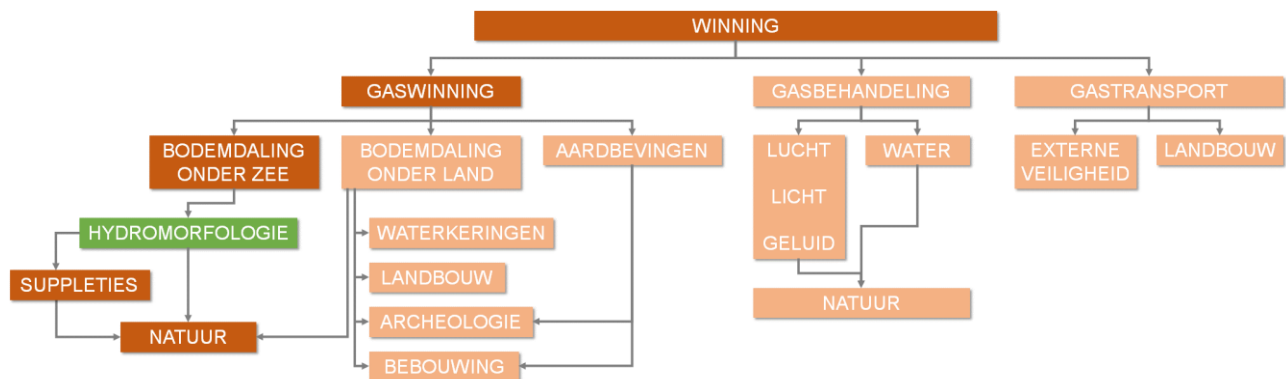 WINNING
GASWINNING
GASBEHANDELING
GASTRANSPORT
BODEMDALING
ONDER ZEE
BODEMDALING
ONDER LAND
AARDBEVINGEN
LUCHT
LICHT
GELUID
WATER
EXTERNE
VEILIGHEID
LANDBOUW
HYDROMORFOLOGIE
WATERKERINGEN
SUPPLETIES
LANDBOUW
NATUUR
ARCHEOLOGIE
NATUUR
BEBOUWING